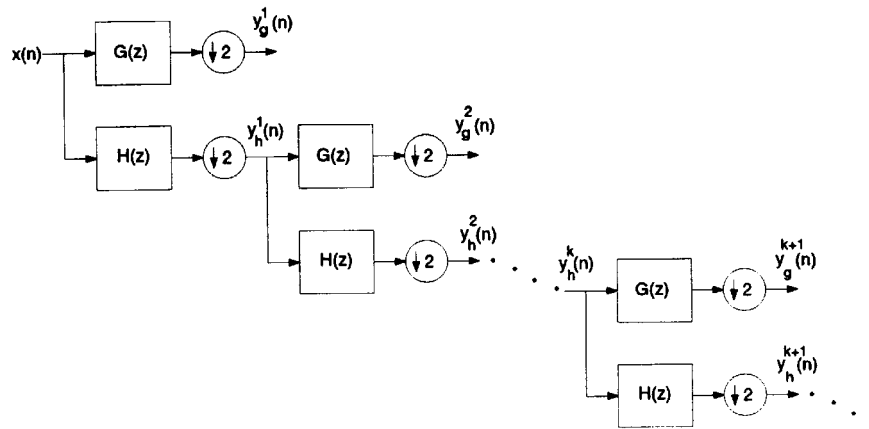 y_g^1(n)
x(n) G(z) ↓2
H(z) y_h^1(n) ↓2
G(z) y_g^2(n) ↓2
H(z) y_h^2(n) ↓2
y_h^k(n) G(z) y_g^{k+1}(n) ↓2
H(z) y_h^{k+1}(n) ↓2